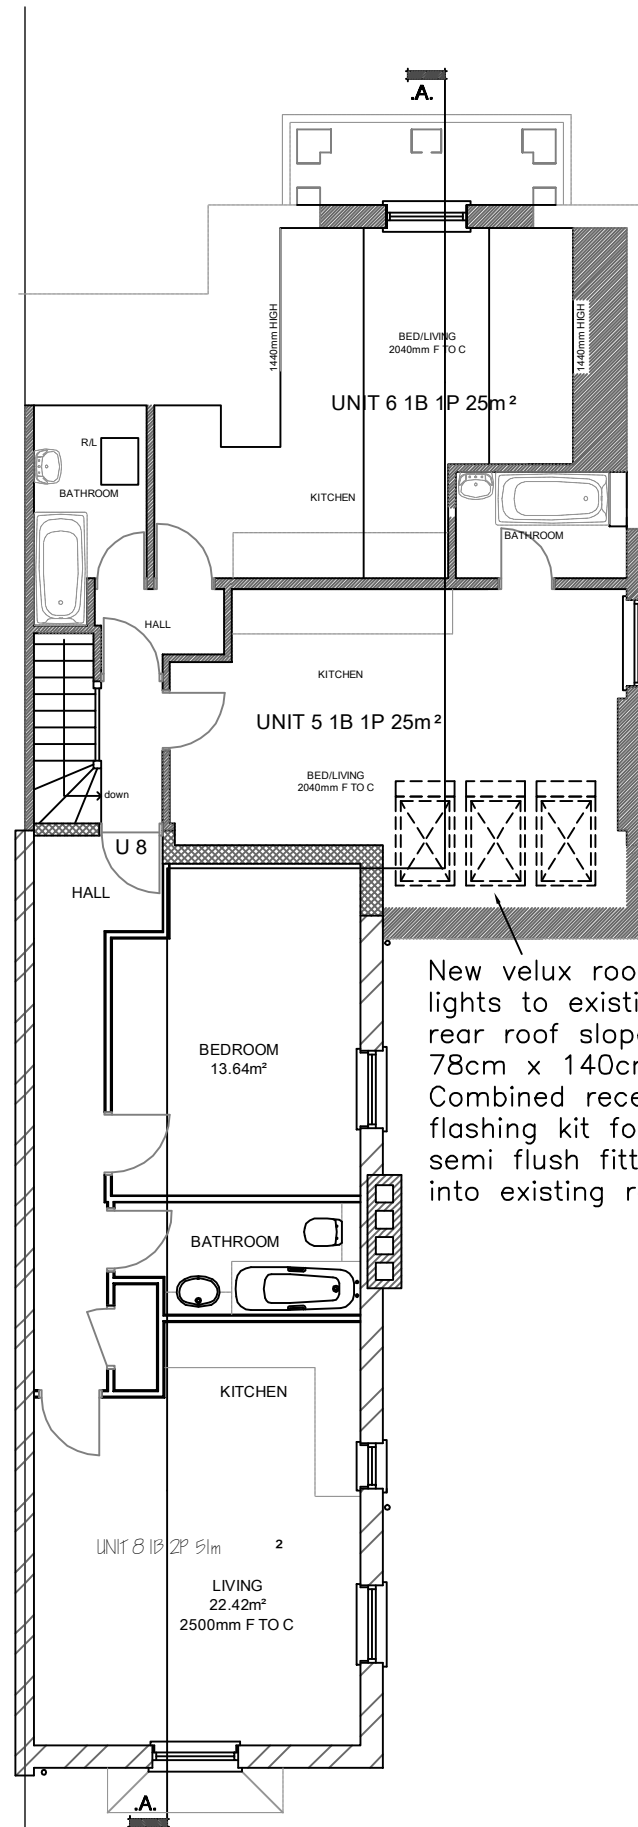 .A.
1440mm HIGH
BED/LIVING
2040mm F TO C
1440mm HIGH
UNIT 6 1B 1P 25m²
R/L
BATHROOM
KITCHEN
BATHROOM
HALL
KITCHEN
UNIT 5 1B 1P 25m²
BED/LIVING
2040mm F TO C
down
U 8
HALL
New velux roo
lights to existi
rear roof slope
78cm x 140cm
Combined rece
flashing kit fo
semi flush fitt
into existing r
BEDROOM
13.64m²
BATHROOM
KITCHEN
UNIT 8 1B 2P 51m 2
LIVING
22.42m²
2500mm F TO C
.A.